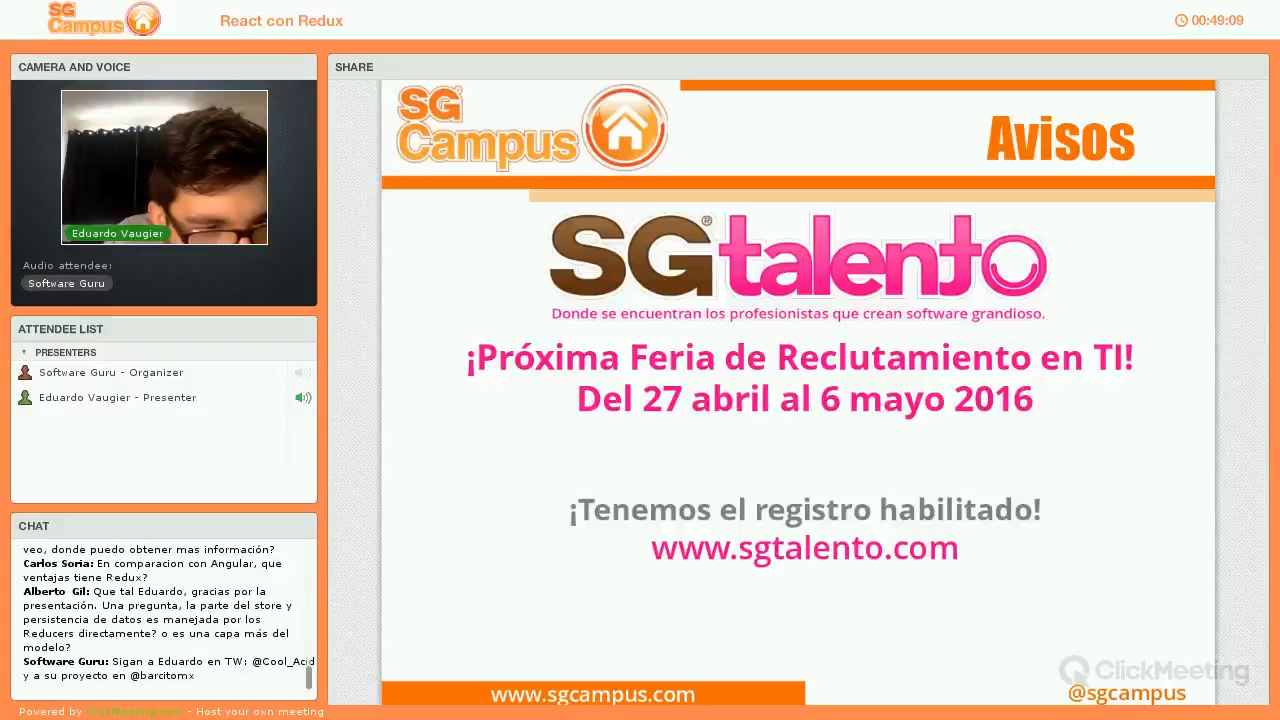 SG Campus
React con Redux
00:49:09
CAMERA AND VOICE
Eduardo Vaugier
Audio attendee:
Software Guru
ATTENDEE LIST
PRESENTERS
Software Guru - Organizer
Eduardo Vaugier - Presenter
CHAT
veo, donde puedo obtener mas información?
Carlos Soria: En comparacion con Angular, que
ventajas tiene Redux?
Alberto Gil: Que tal Eduardo, gracias por la
presentación. Una pregunta, la parte del store y
persistencia de datos es manejada por los
Reducers directamente? o es una capa más del
modelo?
Software Guru: Sigan a Eduardo en TW: @Cool_Acid
y a su proyecto en @barcitomx
Powered by ClickMeeting.com - Host your own meeting
SHARE
SG
Campus
Avisos
SG® talento
Donde se encuentran los profesionistas que crean software grandioso.
¡Próxima Feria de Reclutamiento en TI!
Del 27 abril al 6 mayo 2016
¡Tenemos el registro habilitado!
www.sgtalento.com
ClickMeeting
www.sgcampus.com
@sgcampus